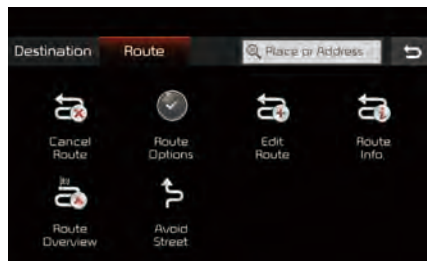 Destination
Route
Place or Address
Cancel
Route
Route
Options
Edit
Route
Route
Info.
Route
Overview
Avoid
Street